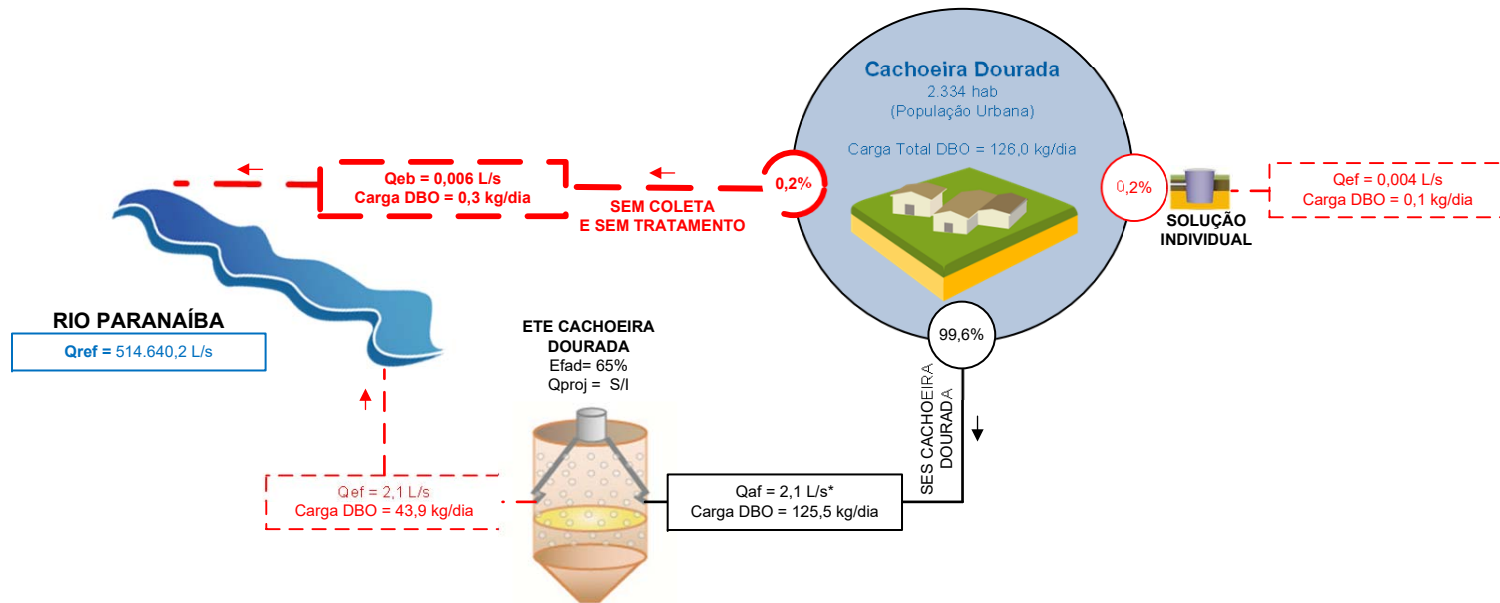 Cachoeira Dourada
2.334 hab
(População Urbana)
Carga Total DBO = 126,0 kg/dia
0,2%
Qeb = 0,006 L/s
Carga DBO = 0,3 kg/dia
SEM COLETA
E SEM TRATAMENTO
0,2%
SOLUÇÃO
INDIVIDUAL
Qef = 0,004 L/s
Carga DBO = 0,1 kg/dia
RIO PARANAÍBA
Qref = 514.640,2 L/s
ETE CACHOEIRA
DOURADA
Efad= 65%
Qproj = S/I
99,6%
SES CACHOEIRA
DOURADA
Qef = 2,1 L/s
Carga DBO = 43,9 kg/dia
Qaf = 2,1 L/s*
Carga DBO = 125,5 kg/dia